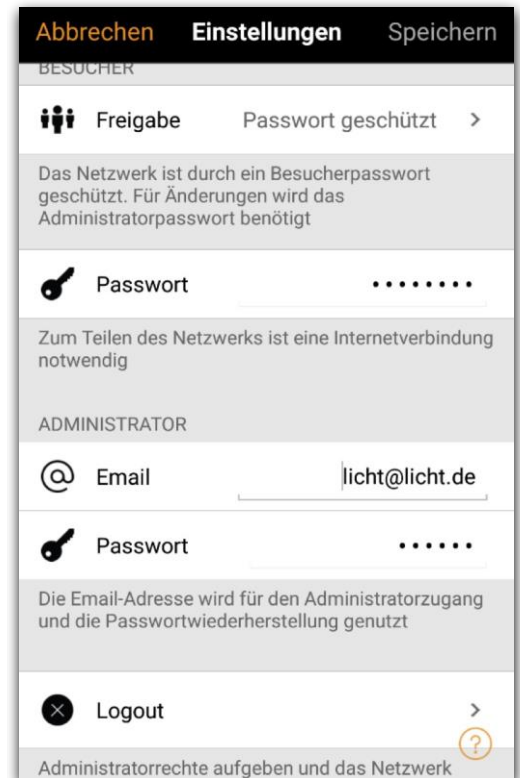 Abbrechen Einstellungen Speichern
BESUCHER
Freigabe Passwort geschützt >
Das Netzwerk ist durch ein Besucherpasswort
geschützt. Für Änderungen wird das
Administratorpasswort benötigt
Passwort ••••••••
Zum Teilen des Netzwerks ist eine Internetverbindung
notwendig
ADMINISTRATOR
@ Email licht@licht.de
Passwort ••••••
Die Email-Adresse wird für den Administratorzugang
und die Passwortwiederherstellung genutzt
Logout >
?
Administratorrechte aufgeben und das Netzwerk